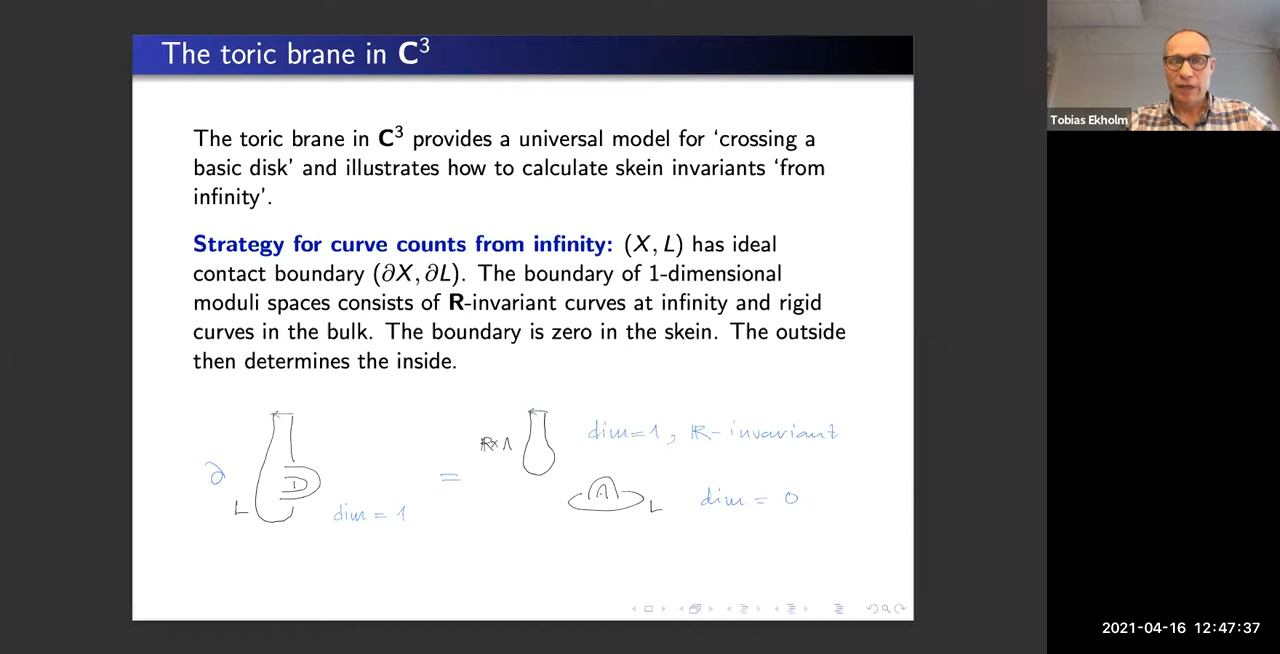 The toric brane in C³
The toric brane in C³ provides a universal model for ‘crossing a
basic disk’ and illustrates how to calculate skein invariants ‘from
infinity’.
Strategy for curve counts from infinity: (X, L) has ideal
contact boundary (∂X, ∂L). The boundary of 1-dimensional
moduli spaces consists of R-invariant curves at infinity and rigid
curves in the bulk. The boundary is zero in the skein. The outside
then determines the inside.
∂
L
dim = 1
=
ℝ×Λ
dim=1, ℝ-invariant
L
dim = 0
Tobias Ekholm
2021-04-16 12:47:37